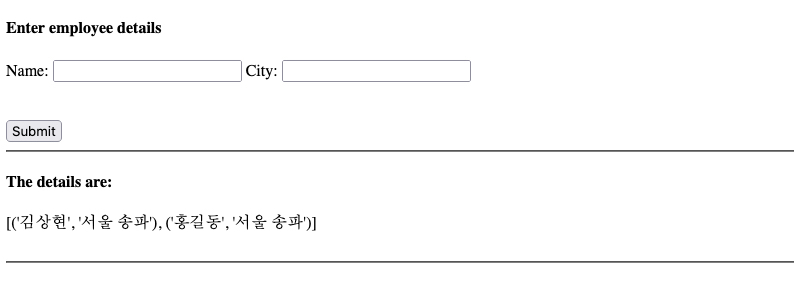 Enter employee details
Name: City:
Submit
The details are:
[('김상현', '서울 송파'), ('홍길동', '서울 송파')]